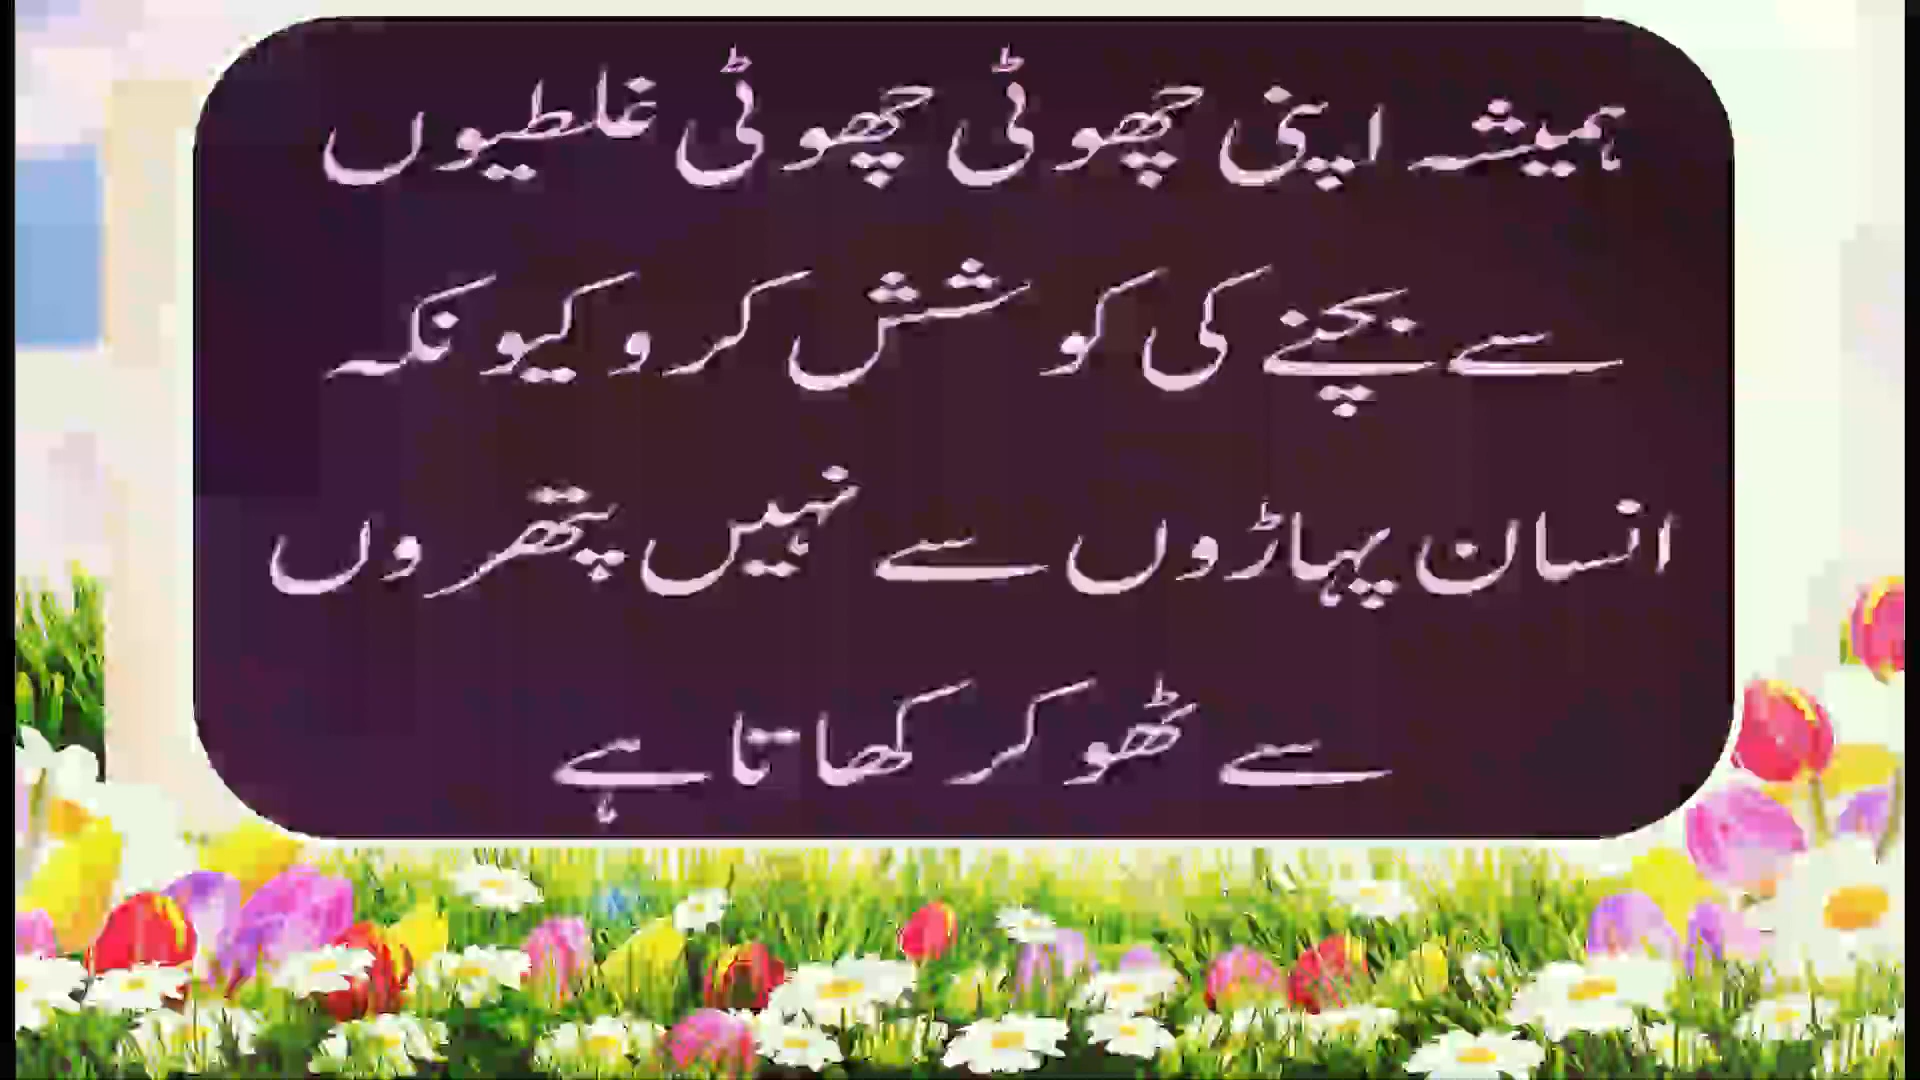 ہمیشہ اپنی چھوٹی چھوٹی غلطیوں
سے بچنے کی کوشش کرو کیونکہ
انسان پہاڑوں سے نہیں پتھروں
سے ٹھوکر کھاتا ہے